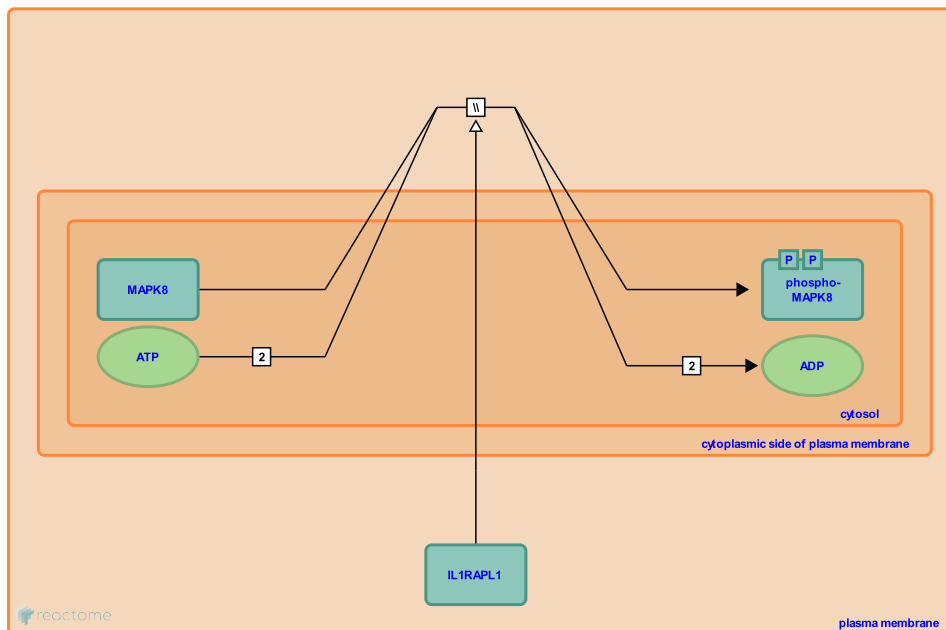 \\
P P
MAPK8
phospho-
MAPK8
ATP
2
2
ADP
cytosol
cytoplasmic side of plasma membrane
IL1RAPL1
reactome
plasma membrane